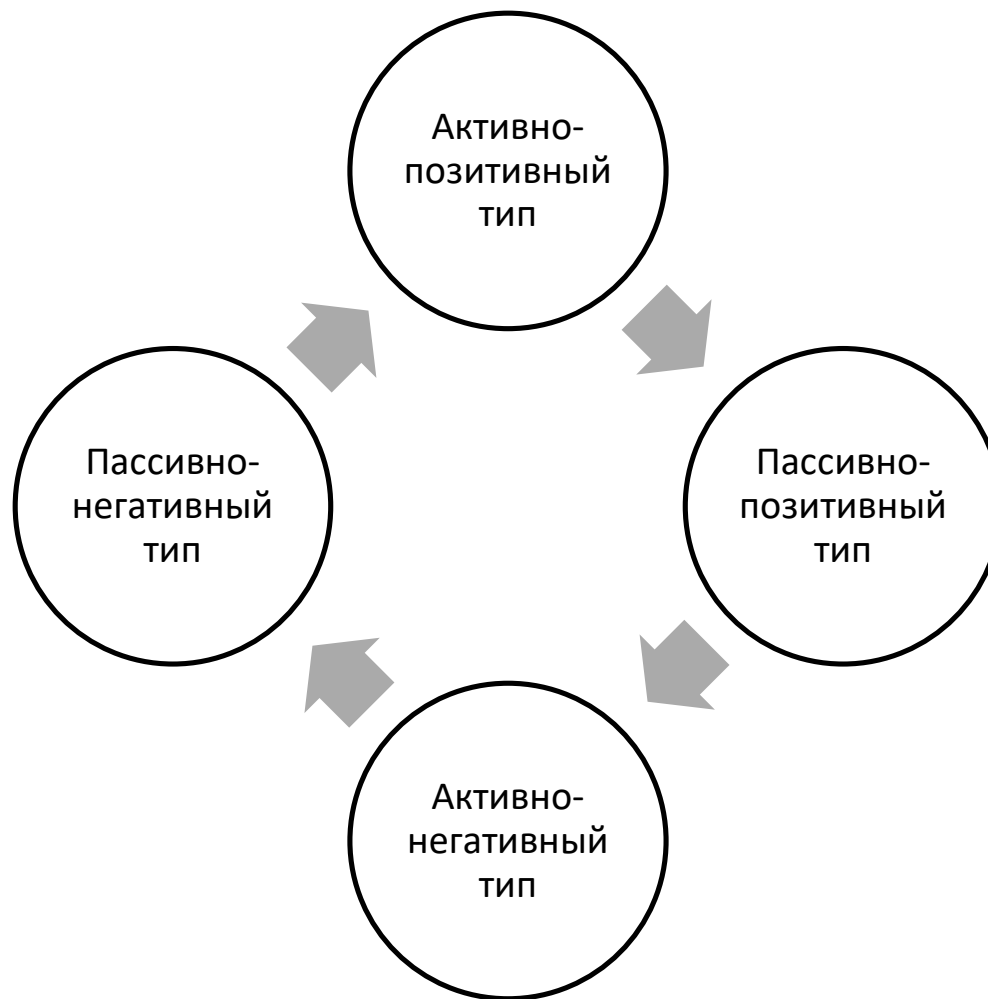 Активно-
позитивный
тип
Пассивно-
позитивный
тип
Активно-
негативный
тип
Пассивно-
негативный
тип